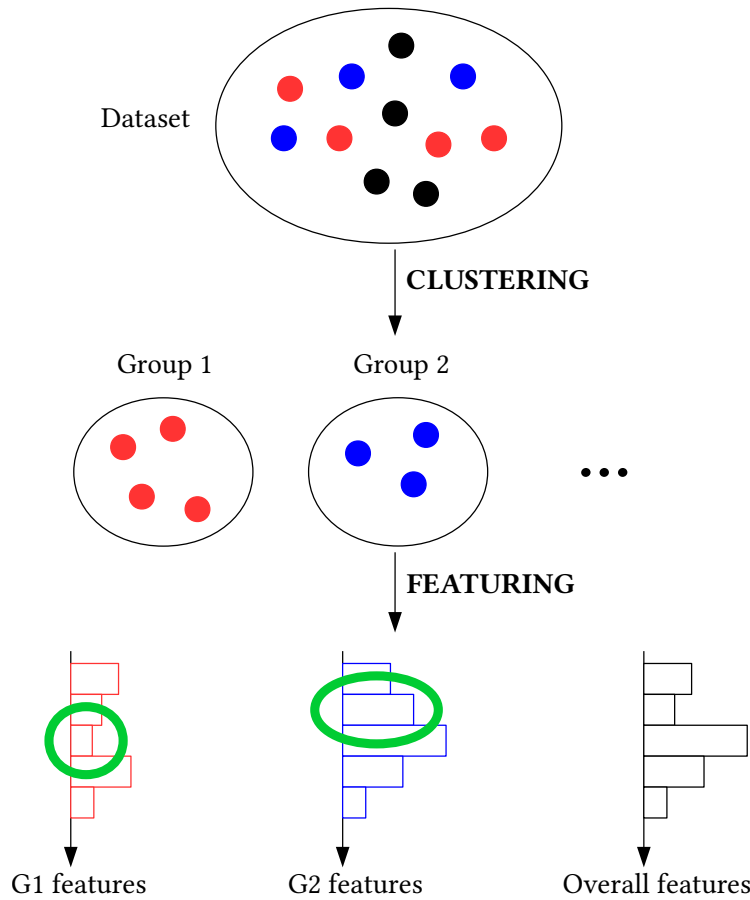 Dataset
CLUSTERING
Group 1
Group 2
...
FEATURING
G1 features
G2 features
Overall features